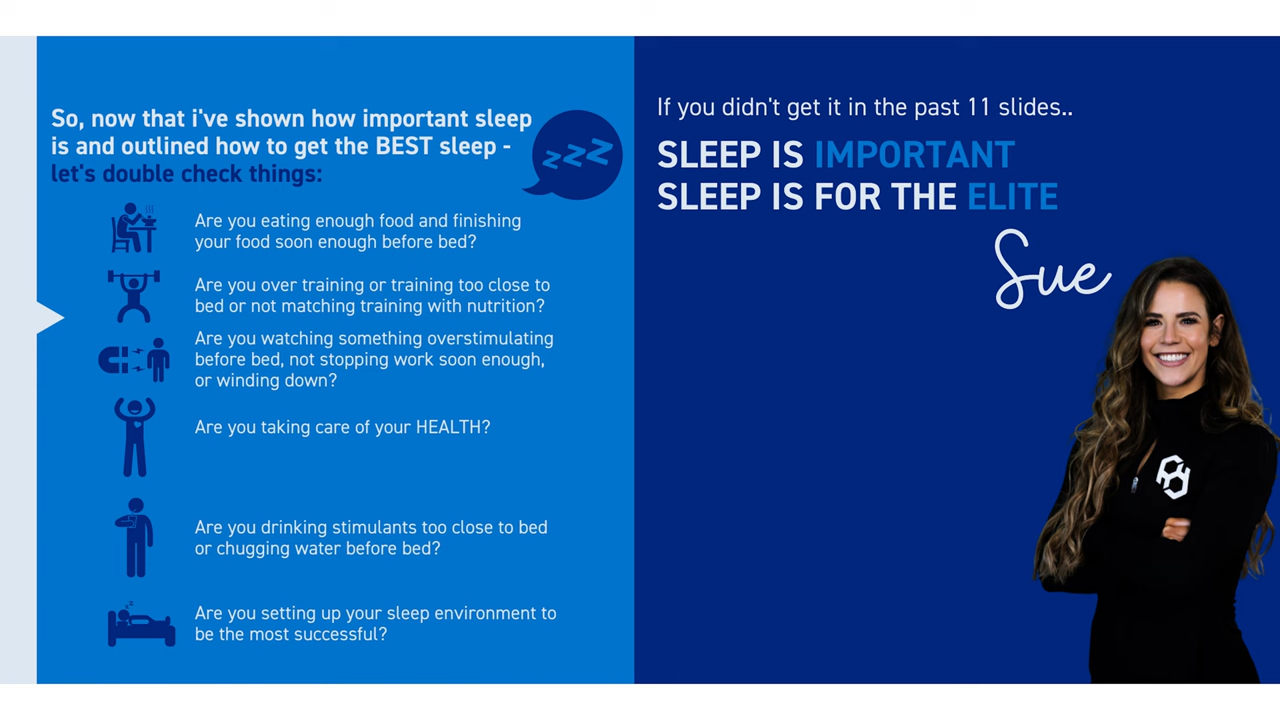 So, now that i've shown how important sleep
is and outlined how to get the BEST sleep -
let's double check things:
zzz
Are you eating enough food and finishing
your food soon enough before bed?
Are you over training or training too close to
bed or not matching training with nutrition?
Are you watching something overstimulating
before bed, not stopping work soon enough,
or winding down?
Are you taking care of your HEALTH?
Are you drinking stimulants too close to bed
or chugging water before bed?
zz
Are you setting up your sleep environment to
be the most successful?
If you didn't get it in the past 11 slides..
SLEEP IS IMPORTANT
SLEEP IS FOR THE ELITE
Sue